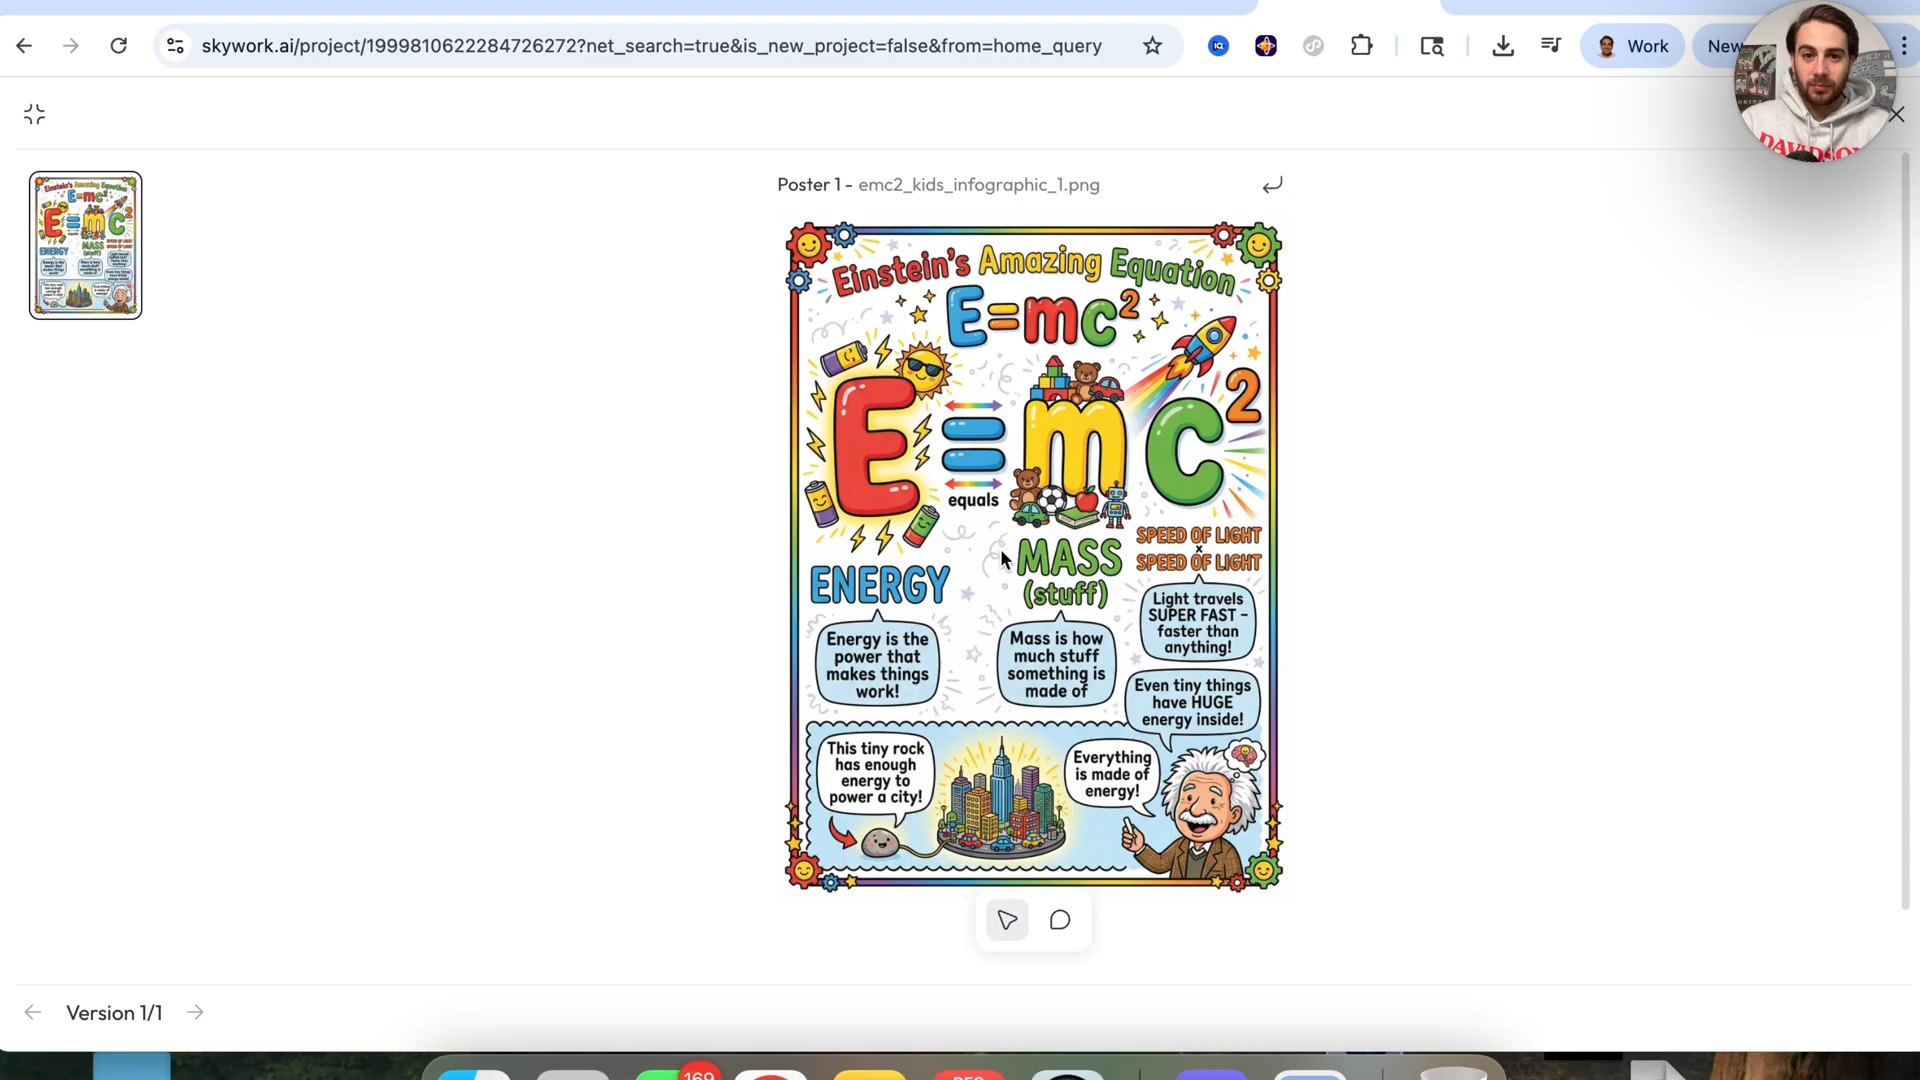 skywork.ai/project/1999810622284726272?net_search=true&is_new_project=false&from=home_query
Work
New
DAVIDSON
Poster 1 - emc2_kids_infographic_1.png
Einstein's Amazing Equation
E=mc²
E=mc²
equals
ENERGY
MASS
(stuff)
SPEED OF LIGHT
x
SPEED OF LIGHT
Energy is the
power that
makes things
work!
Mass is how
much stuff
something is
made of
Light travels
SUPER FAST –
faster than
anything!
Even tiny things
have HUGE
energy inside!
This tiny rock
has enough
energy to
power a city!
Everything
is made of
energy!
Version 1/1
169